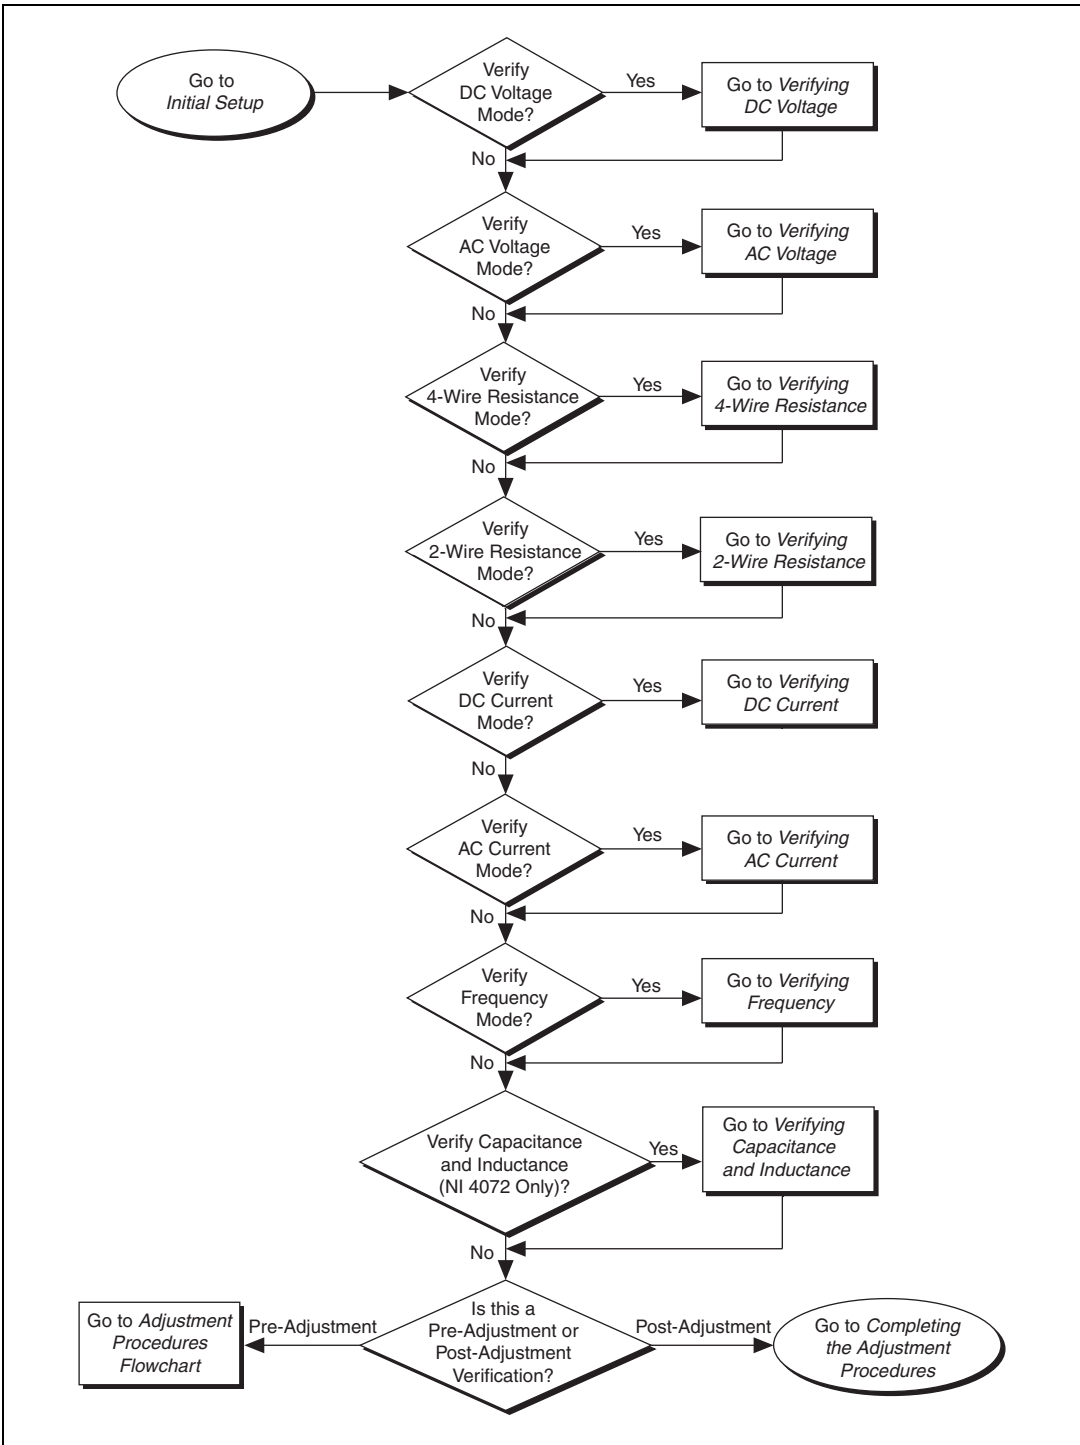 Go to
Initial Setup
Verify
DC Voltage
Mode?
Yes
Go to Verifying
DC Voltage
No
Verify
AC Voltage
Mode?
Yes
Go to Verifying
AC Voltage
No
Verify
4-Wire Resistance
Mode?
Yes
Go to Verifying
4-Wire Resistance
No
Verify
2-Wire Resistance
Mode?
Yes
Go to Verifying
2-Wire Resistance
No
Verify
DC Current
Mode?
Yes
Go to Verifying
DC Current
No
Verify
AC Current
Mode?
Yes
Go to Verifying
AC Current
No
Verify
Frequency
Mode?
Yes
Go to Verifying
Frequency
No
Verify Capacitance
and Inductance
(NI 4072 Only)?
Yes
Go to Verifying
Capacitance
and Inductance
No
Go to Adjustment
Procedures
Flowchart
Pre-Adjustment
Is this a
Pre-Adjustment or
Post-Adjustment
Verification?
Post-Adjustment
Go to Completing
the Adjustment
Procedures